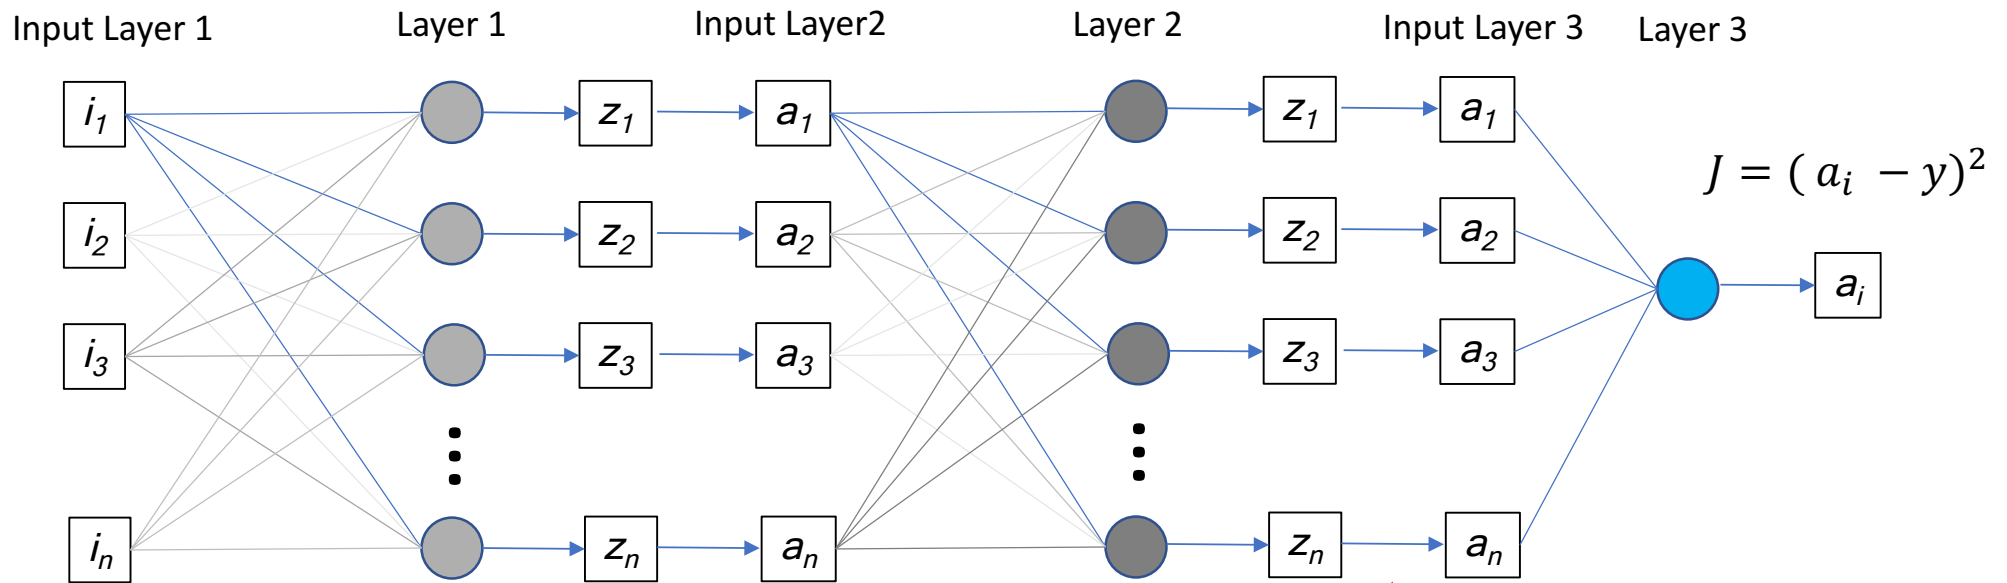 Input Layer 1 Layer 1 Input Layer2 Layer 2 Input Layer 3 Layer 3
i₁ z₁ a₁ z₁ a₁
J = ( aᵢ − y)²
i₂ z₂ a₂ z₂ a₂
aᵢ
i₃ z₃ a₃ z₃ a₃
iₙ zₙ aₙ zₙ aₙ